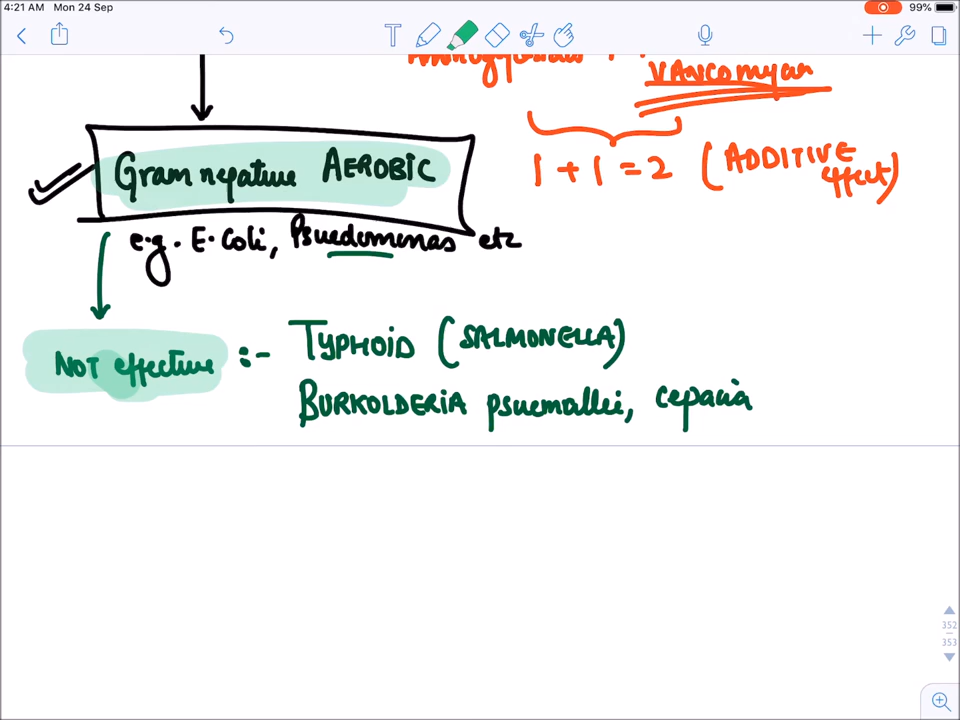 4:21 AM Mon 24 Sep
99%
T
VANCOMYCIN
Gram negative AEROBIC
1 + 1 = 2 (ADDITIVE effect)
e.g. E. Coli, Psuedomonas etc
NOT effective :- TYPHOID (SALMONELLA)
BURKOLDERIA psuemallei, cepacia
352
353